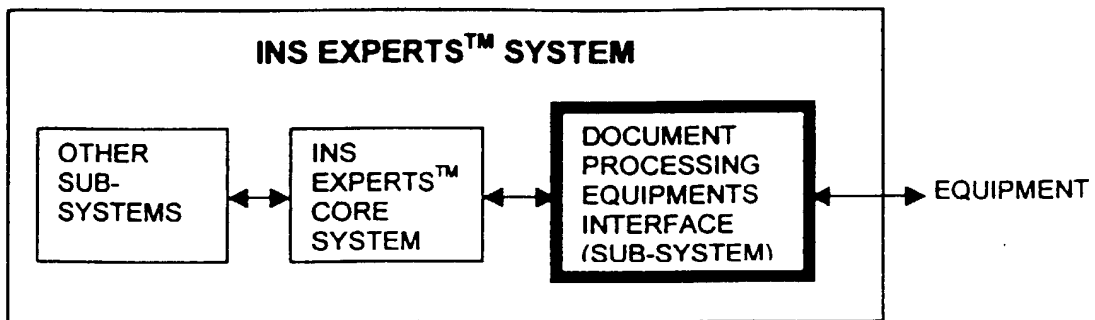 INS EXPERTS™ SYSTEM
OTHER
SUB-
SYSTEMS
INS
EXPERTS™
CORE
SYSTEM
DOCUMENT
PROCESSING
EQUIPMENTS
INTERFACE
(SUB-SYSTEM)
EQUIPMENT